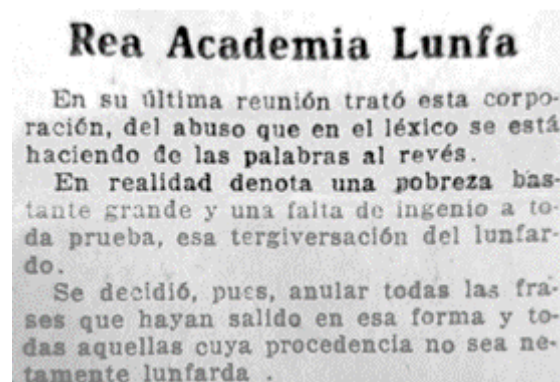 Rea Academia Lunfa
En su última reunión trató esta corpo-
ración, del abuso que en el léxico se está
haciendo de las palabras al revés.
En realidad denota una pobreza bas-
tante grande y una falta de ingenio a to-
da prueba, esa tergiversación del lunfar-
do.
Se decidió, pues, anular todas las fra-
ses que hayan salido en esa forma y to-
das aquellas cuya procedencia no sea ne-
tamente lunfarda .